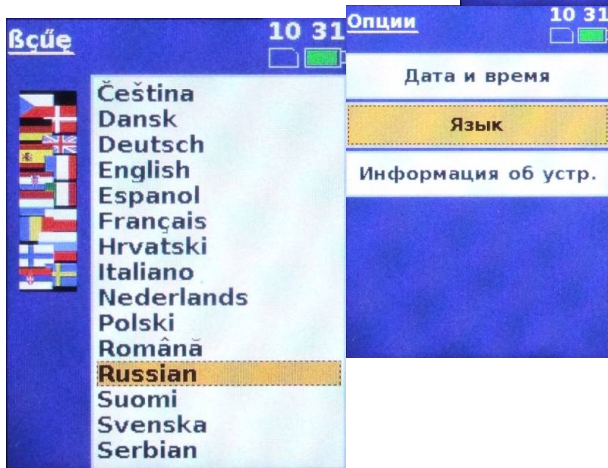 ßçűę
10 31
Čeština
Dansk
Deutsch
English
Espanol
Français
Hrvatski
Italiano
Nederlands
Polski
Română
Russian
Suomi
Svenska
Serbian
Опции
10 31
Дата и время
Язык
Информация об устр.